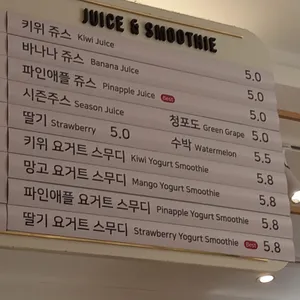 JUICE & SMOOTHIE
키위 쥬스 Kiwi Juice 5.0
바나나 쥬스 Banana Juice 5.0
파인애플 쥬스 Pinapple Juice 5.0
시즌주스 Season Juice
딸기 Strawberry 5.0 청포도 Green Grape 5.0
수박 Watermelon 5.5
키위 요거트 스무디 Kiwi Yogurt Smoothie 5.8
망고 요거트 스무디 Mango Yogurt Smoothie 5.8
파인애플 요거트 스무디 Pinapple Yogurt Smoothie 5.8
딸기 요거트 스무디 Strawberry Yogurt Smoothie 5.8